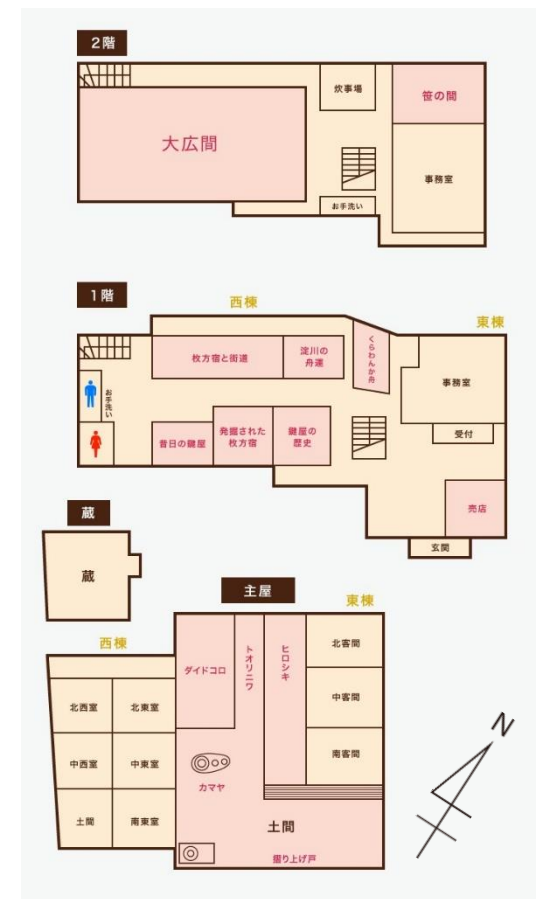 2階
炊事場
笹の間
大広間
事務室
お手洗い
1階
西棟
東棟
枚方宿と街道
淀川の
舟運
くらわんか舟
事務室
お手洗い
受付
昔日の鍵屋
発掘された
枚方宿
鍵屋の
歴史
売店
玄関
蔵
蔵
主屋
東棟
西棟
ダイドコロ
トオリニワ
ヒロシキ
北客間
中客間
南客間
北西室
北東室
中西室
中東室
カマヤ
土間
南東室
土間
摺り上げ戸
N